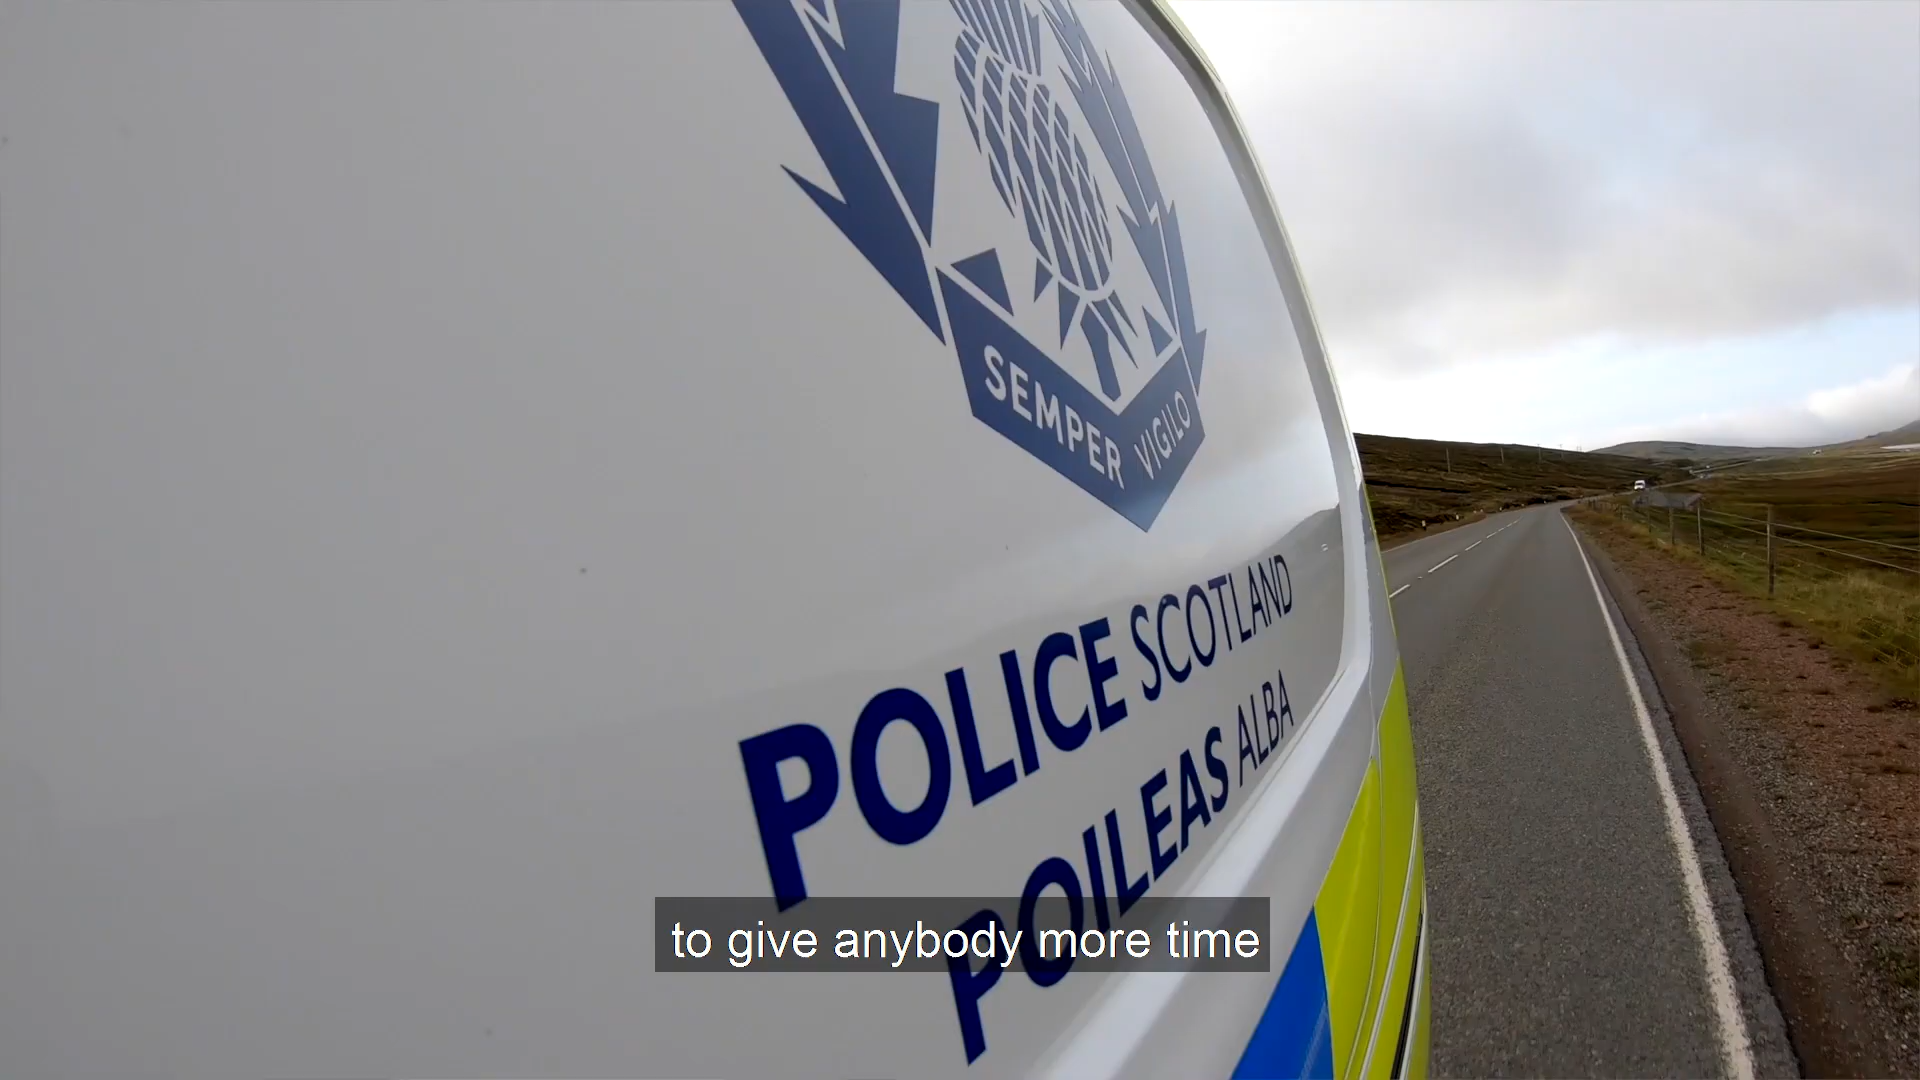 SEMPER VIGILO
POLICE SCOTLAND
POILEAS ALBA
to give anybody more time